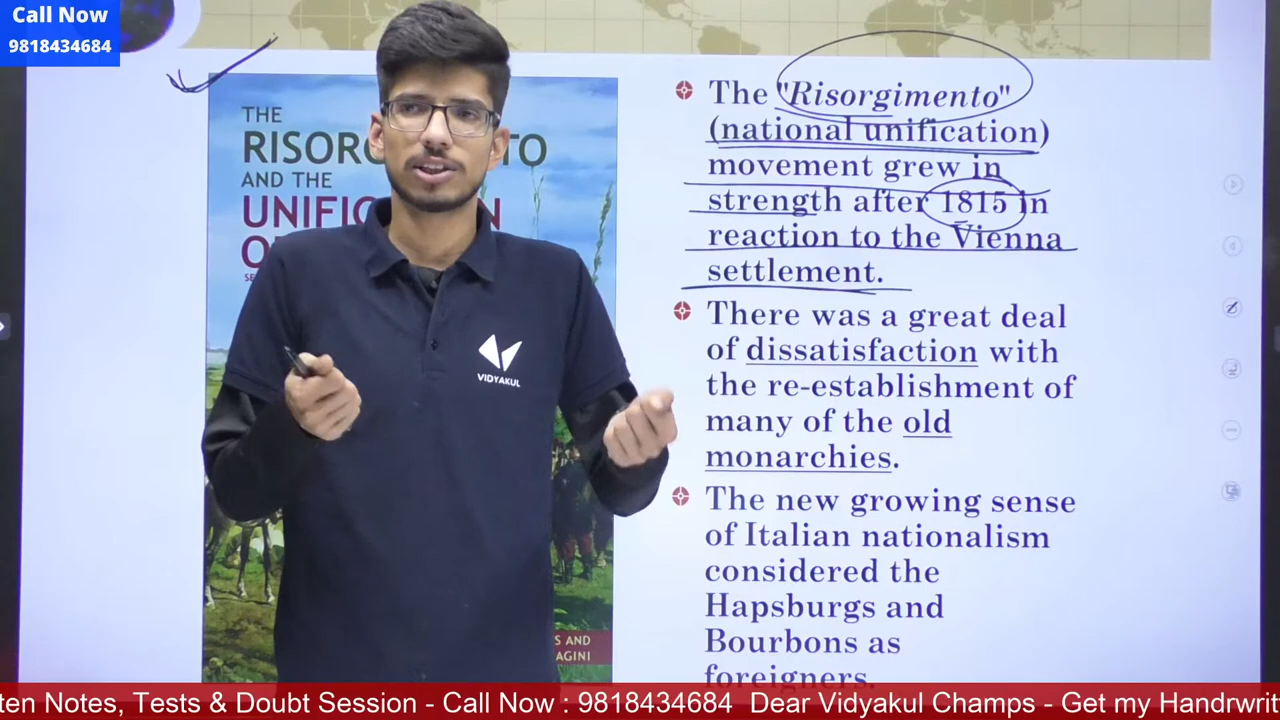 Call Now
9818434684
THE
RISORG TO
AND THE
UNIFIC N
O
The "Risorgimento"
(national unification)
movement grew in
strength after 1815 in
reaction to the Vienna
settlement.
There was a great deal
of dissatisfaction with
the re-establishment of
many of the old
monarchies.
The new growing sense
of Italian nationalism
considered the
Hapsburgs and
Bourbons as
foreigners.
VIDYAKUL
S AND
AGINI
ten Notes, Tests & Doubt Session - Call Now : 9818434684 Dear Vidyakul Champs - Get my Handrwrit